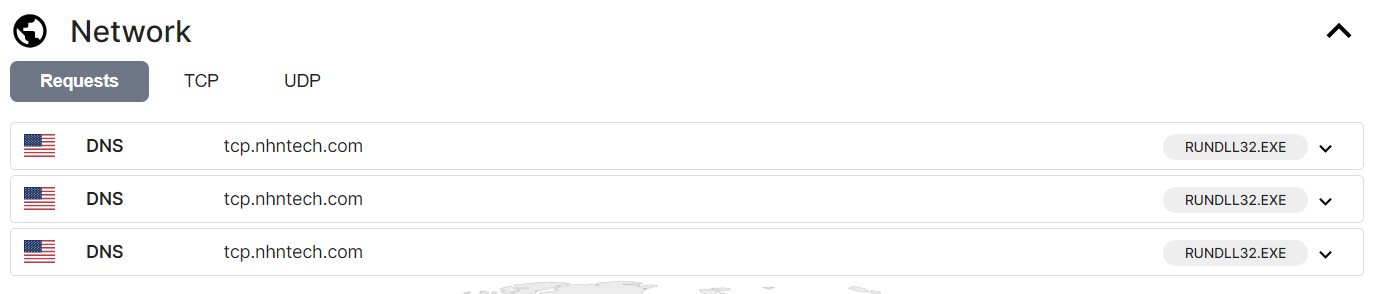 Network
Requests TCP UDP
DNS tcp.nhntech.com RUNDLL32.EXE
DNS tcp.nhntech.com RUNDLL32.EXE
DNS tcp.nhntech.com RUNDLL32.EXE